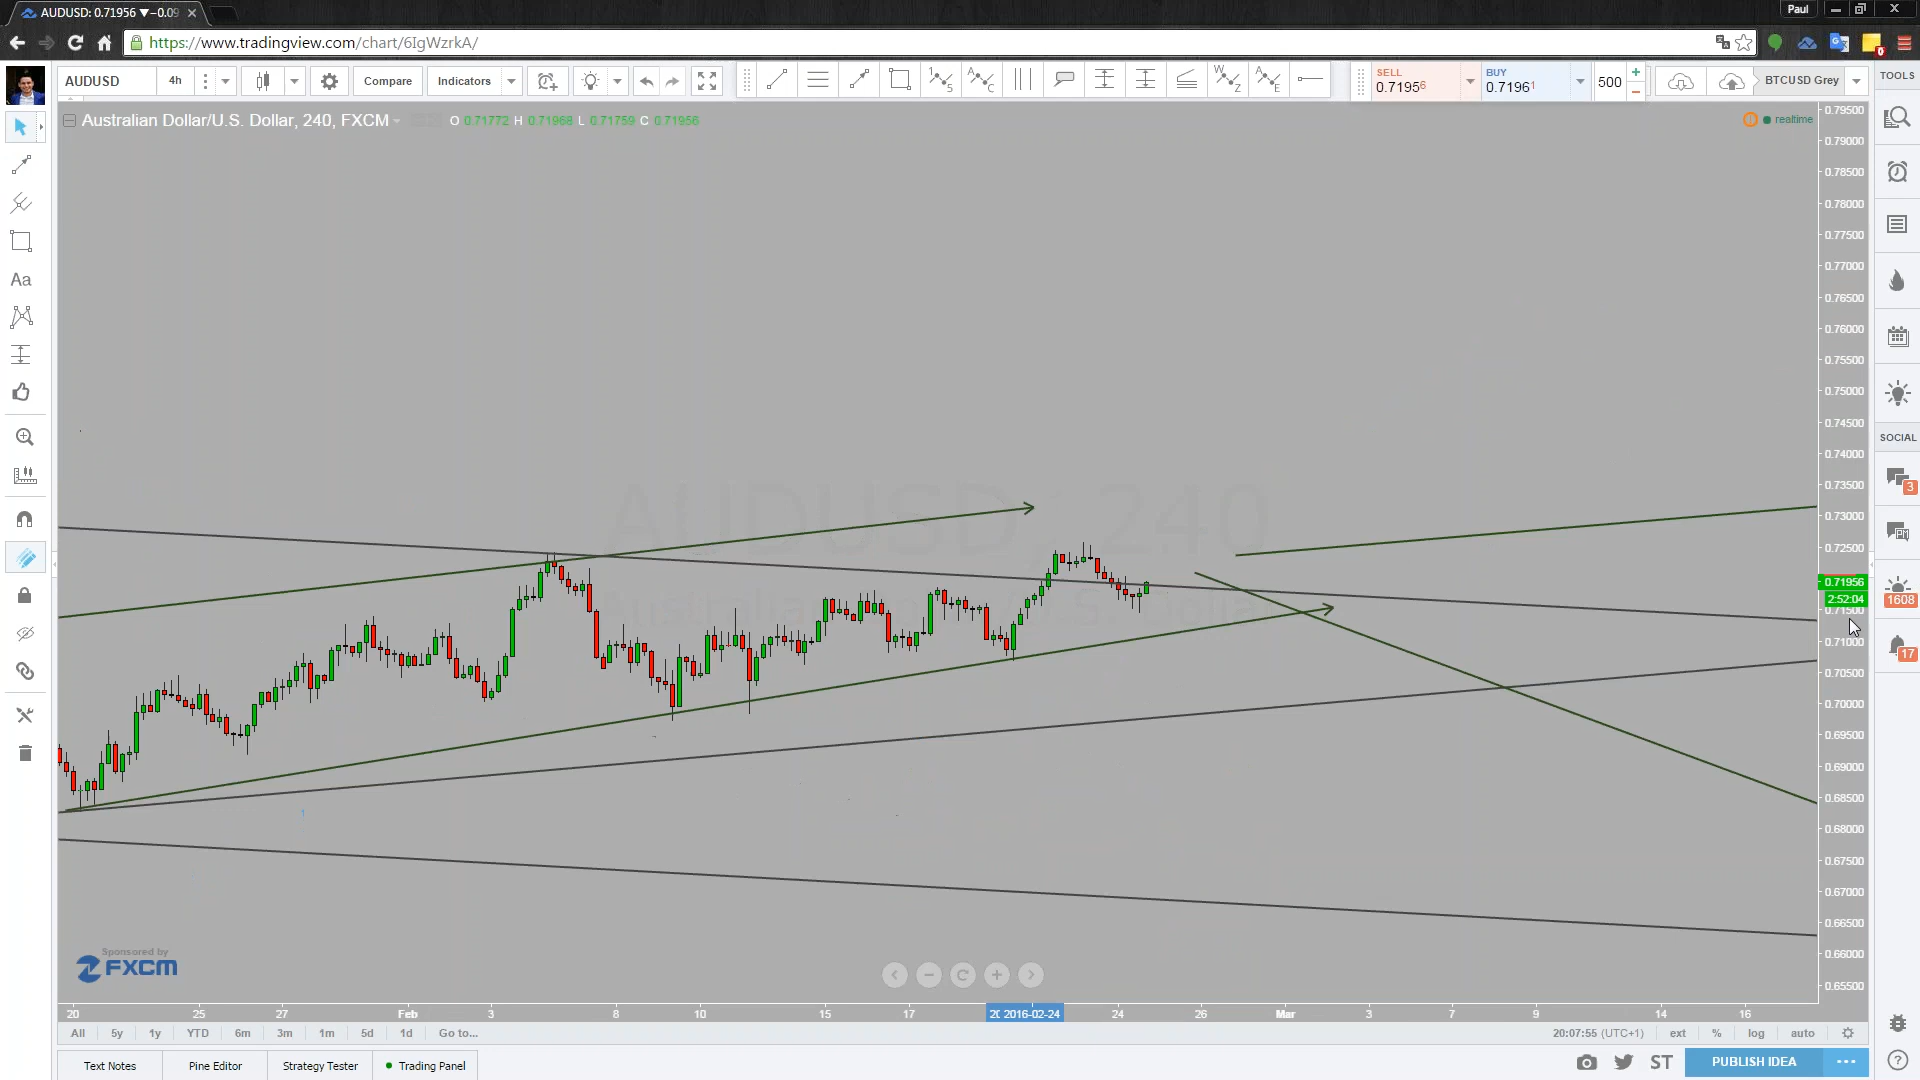 AUDUSD: 0.71956 ▼−0.09
Paul
https://www.tradingview.com/chart/6IgWzrkA/
0
AUDUSD
4h
Compare
Indicators
SELL
0.71956
BUY
0.71961
500
BTCUSD Grey
TOOLS
Australian Dollar/U.S. Dollar, 240, FXCM
O 0.71772 H 0.71968 L 0.71759 C 0.71956
realtime
0.79500
0.79000
0.78500
0.78000
0.77500
0.77000
0.76500
0.76000
0.75500
0.75000
0.74500
0.74000
0.73500
0.73000
0.72500
0.71956
2:52:04
0.71500
0.71000
0.70500
0.70000
0.69500
0.69000
0.68500
0.68000
0.67500
0.67000
0.66500
0.66000
0.65500
Aa
AUDUSD, 240
SOCIAL
3
1608
17
Sponsored by
FXCM
20
25
27
Feb
3
8
10
15
17
2016-02-24
24
26
Mar
3
7
9
14
16
All
5y
1y
YTD
6m
3m
1m
5d
1d
Go to...
20:07:55 (UTC+1)
ext
%
log
auto
Text Notes
Pine Editor
Strategy Tester
Trading Panel
ST
PUBLISH IDEA